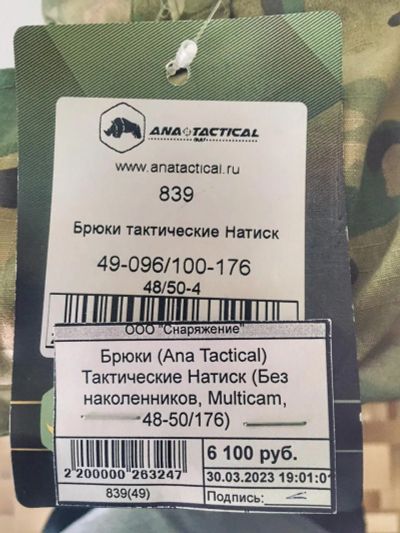 ANA TACTICAL
www.anatactical.ru
839
Брюки тактические Натиск
49-096/100-176
48/50-4
ООО "Снаряжение"
Брюки (Ana Tactical)
Тактические Натиск (Без
наколенников, Multicam,
48-50/176)
6 100 руб.
2 200000 263247
30.03.2023 19:01:01
839(49)
Подпись: